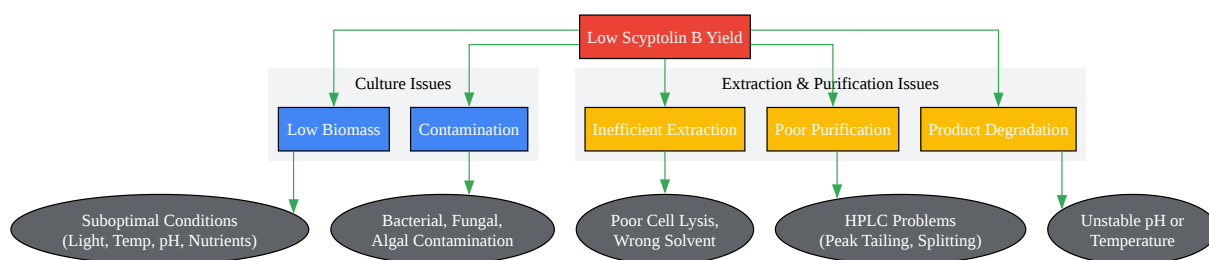 Low Scyptolin B Yield
Culture Issues
Extraction & Purification Issues
Low Biomass
Contamination
Inefficient Extraction
Poor Purification
Product Degradation
Suboptimal Conditions
(Light, Temp, pH, Nutrients)
Bacterial, Fungal,
Algal Contamination
Poor Cell Lysis,
Wrong Solvent
HPLC Problems
(Peak Tailing, Splitting)
Unstable pH or
Temperature